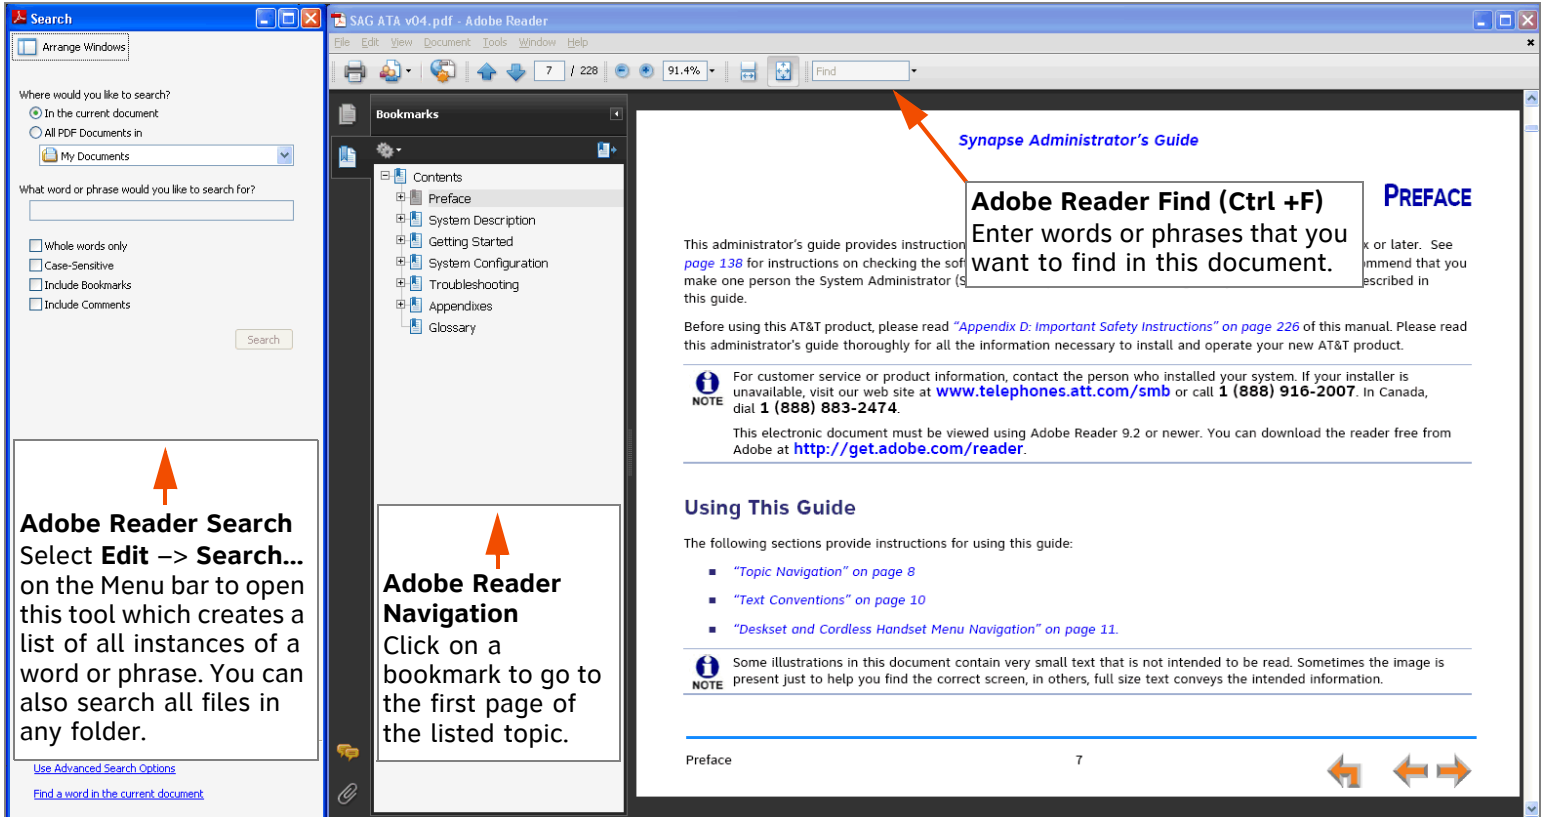 Search
Arrange Windows
Where would you like to search?
In the current document
All PDF Documents in
My Documents
What word or phrase would you like to search for?
Whole words only
Case-Sensitive
Include Bookmarks
Include Comments
Search
Adobe Reader Search
Select Edit –> Search...
on the Menu bar to open
this tool which creates a
list of all instances of a
word or phrase. You can
also search all files in
any folder.
Use Advanced Search Options
Find a word in the current document
SAG ATA v04.pdf - Adobe Reader
File Edit View Document Tools Window Help
7 / 228 91.4% Find
Bookmarks
Contents
Preface
System Description
Getting Started
System Configuration
Troubleshooting
Appendixes
Glossary
Adobe Reader
Navigation
Click on a
bookmark to go to
the first page of
the listed topic.
Synapse Administrator's Guide
Adobe Reader Find (Ctrl +F)
Enter words or phrases that you
want to find in this document.
PREFACE
This administrator's guide provides instruction x or later. See
page 138 for instructions on checking the sof ommend that you
make one person the System Administrator (S escribed in
this guide.
Before using this AT&T product, please read "Appendix D: Important Safety Instructions" on page 226 of this manual. Please read
this administrator's guide thoroughly for all the information necessary to install and operate your new AT&T product.
NOTE
For customer service or product information, contact the person who installed your system. If your installer is
unavailable, visit our web site at www.telephones.att.com/smb or call 1 (888) 916-2007. In Canada,
dial 1 (888) 883-2474.
This electronic document must be viewed using Adobe Reader 9.2 or newer. You can download the reader free from
Adobe at http://get.adobe.com/reader.
Using This Guide
The following sections provide instructions for using this guide:
"Topic Navigation" on page 8
"Text Conventions" on page 10
"Deskset and Cordless Handset Menu Navigation" on page 11.
NOTE
Some illustrations in this document contain very small text that is not intended to be read. Sometimes the image is
present just to help you find the correct screen, in others, full size text conveys the intended information.
Preface 7